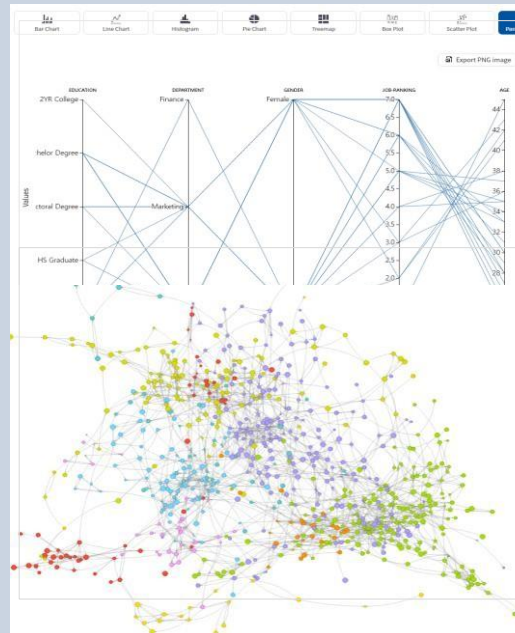 Bar Chart
Line Chart
Histogram
Pie Chart
Treemap
Box Plot
Scatter Plot
Export PNG image
EDUCATION
DEPARTMENT
GENDER
JOB-RANKING
AGE
ZYR College
Finance
Female
7.0
44
6.5
42
helor Degree
6.0
40
5.5
38
5.0
36
Values
ctoral Degree
Marketing
4.5
34
4.0
3.5
32
HS Graduate
3.0
30
2.5
28
2.0